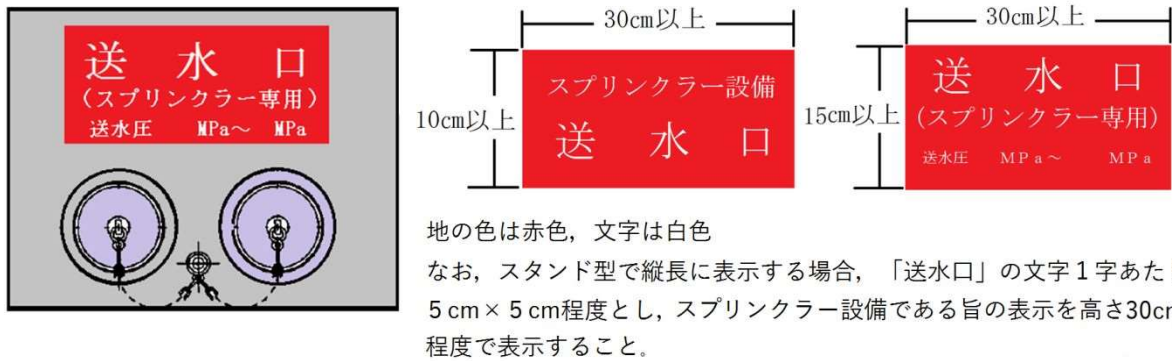 送 水 口
（スプリンクラー専用）
送水圧 MPa～ MPa
30cm以上
10cm以上
スプリンクラー設備
送 水 口
30cm以上
15cm以上
送 水 口
（スプリンクラー専用）
送水圧 MPa～ MPa
地の色は赤色，文字は白色
なお，スタンド型で縦長に表示する場合，「送水口」の文字１字あた
５cm×５cm程度とし，スプリンクラー設備である旨の表示を高さ30cm
程度で表示すること。